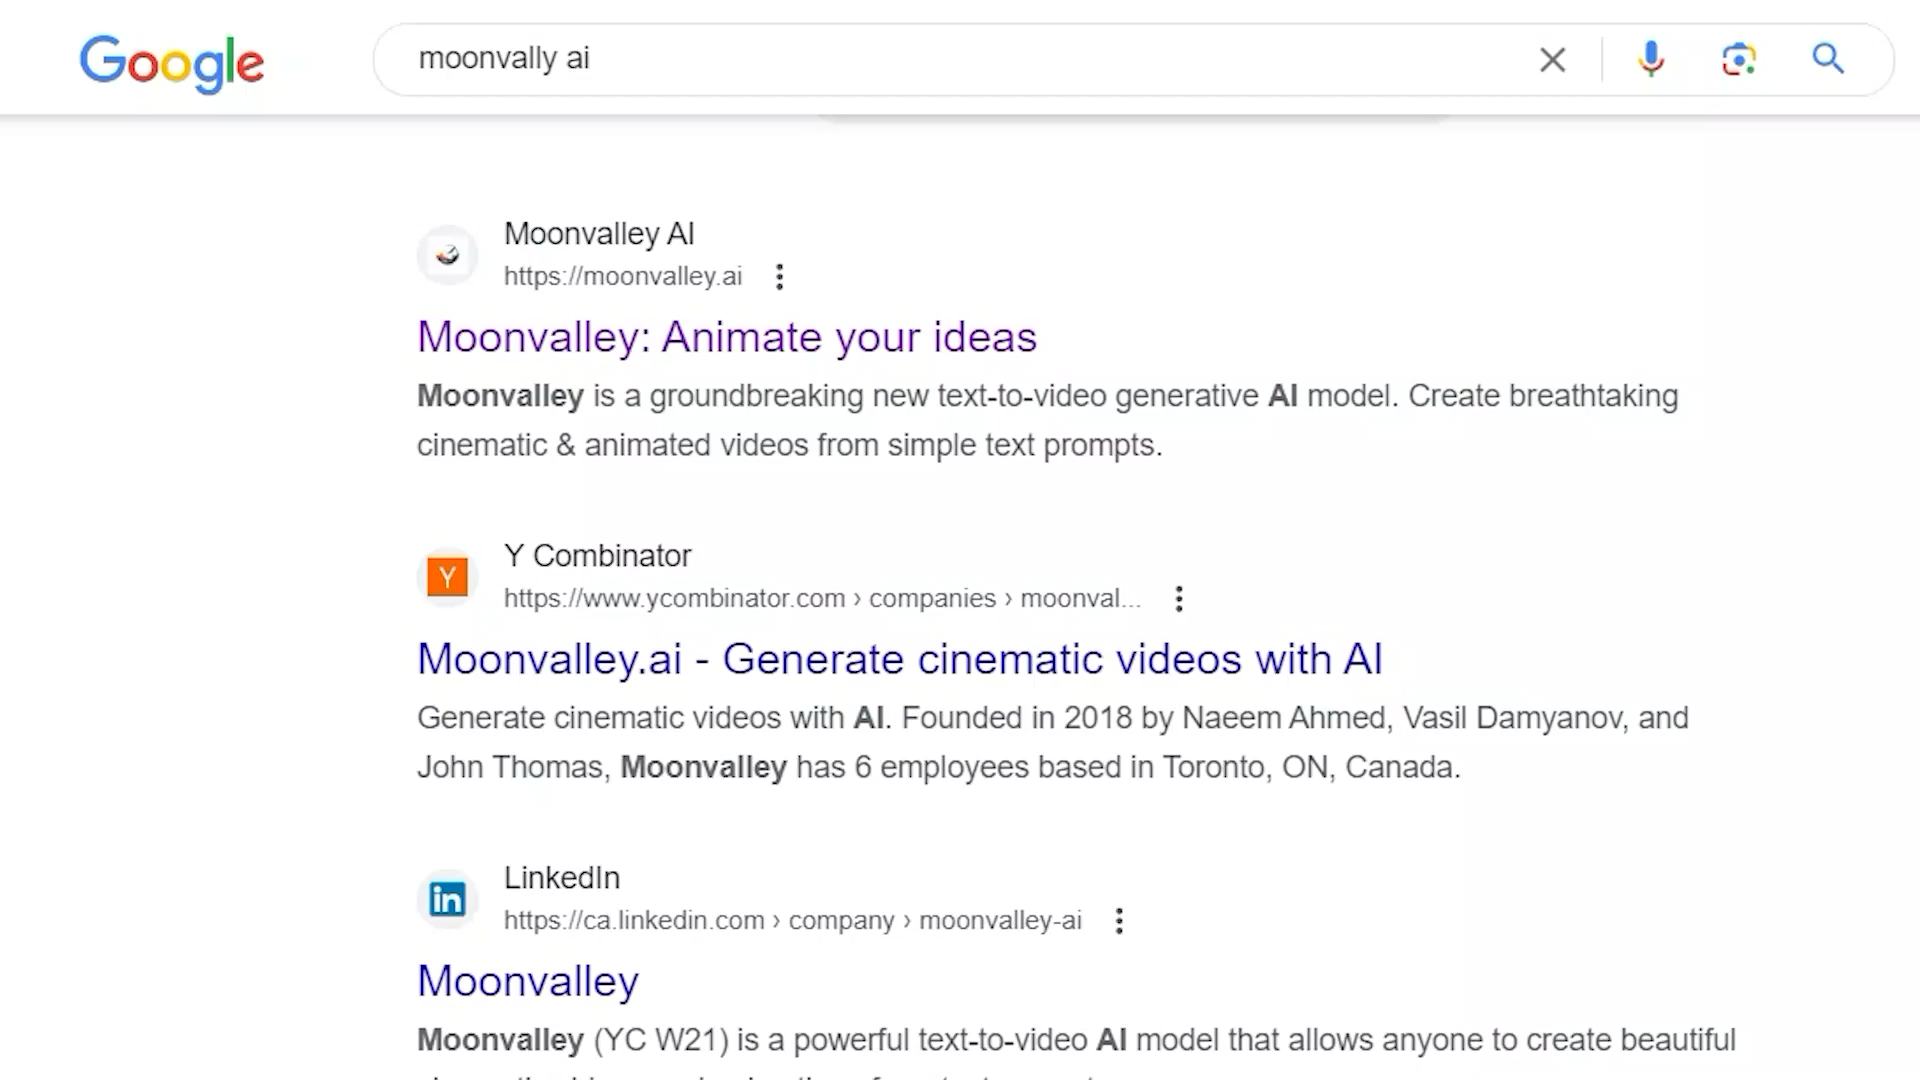 Google
moonvally ai
Moonvalley AI
https://moonvalley.ai
Moonvalley: Animate your ideas
Moonvalley is a groundbreaking new text-to-video generative AI model. Create breathtaking
cinematic & animated videos from simple text prompts.
Y
Y Combinator
https://www.ycombinator.com › companies › moonval...
Moonvalley.ai - Generate cinematic videos with AI
Generate cinematic videos with AI. Founded in 2018 by Naeem Ahmed, Vasil Damyanov, and
John Thomas, Moonvalley has 6 employees based in Toronto, ON, Canada.
in
LinkedIn
https://ca.linkedin.com › company › moonvalley-ai
Moonvalley
Moonvalley (YC W21) is a powerful text-to-video AI model that allows anyone to create beautiful